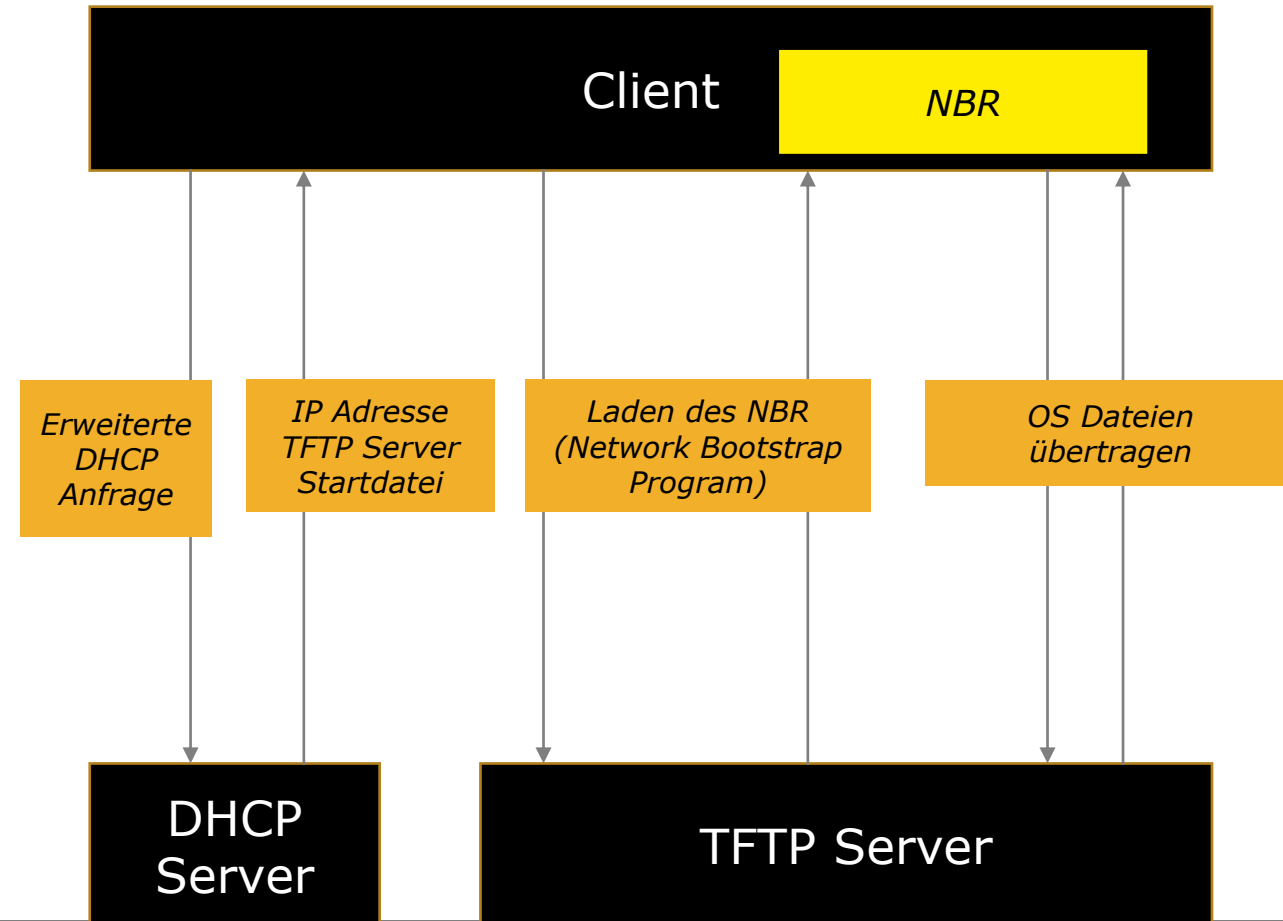 Client
NBR
Erweiterte
DHCP
Anfrage
IP Adresse
TFTP Server
Startdatei
Laden des NBR
(Network Bootstrap
Program)
OS Dateien
übertragen
DHCP
Server
TFTP Server